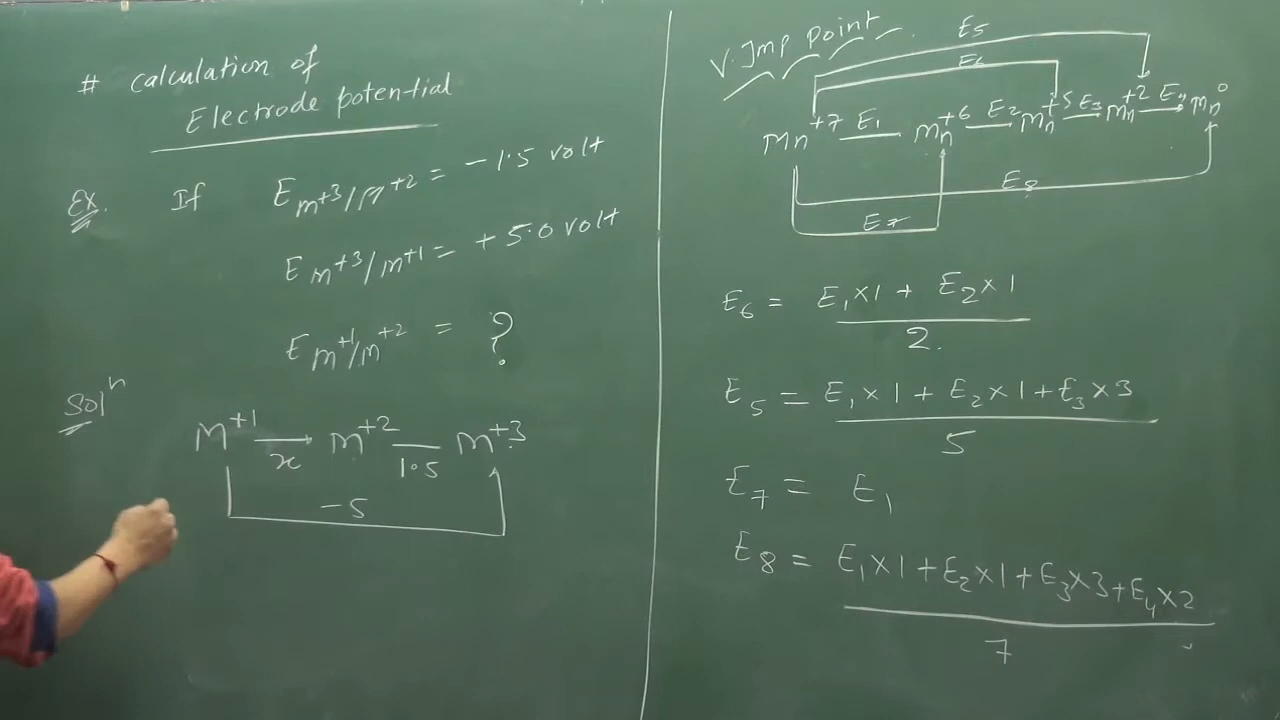 # Calculation of
Electrode potential
Ex. If E m+3/m+2 = -1.5 volt
E m+3/m+1 = +5.0 volt
E m+1/m+2 = ?
Solⁿ
m+1 → m+2 — m+3
x 1.5
-5
V. Imp point
E5
E6
Mn+7 E1 Mn+6 E2 Mn+5 E3 Mn+2 E4 Mn0
E8
E7
E6 = E1×1 + E2×1
2.
E5 = E1×1 + E2×1 + E3×3
5
E7 = E1
E8 = E1×1 + E2×1 + E3×3 + E4×2
7